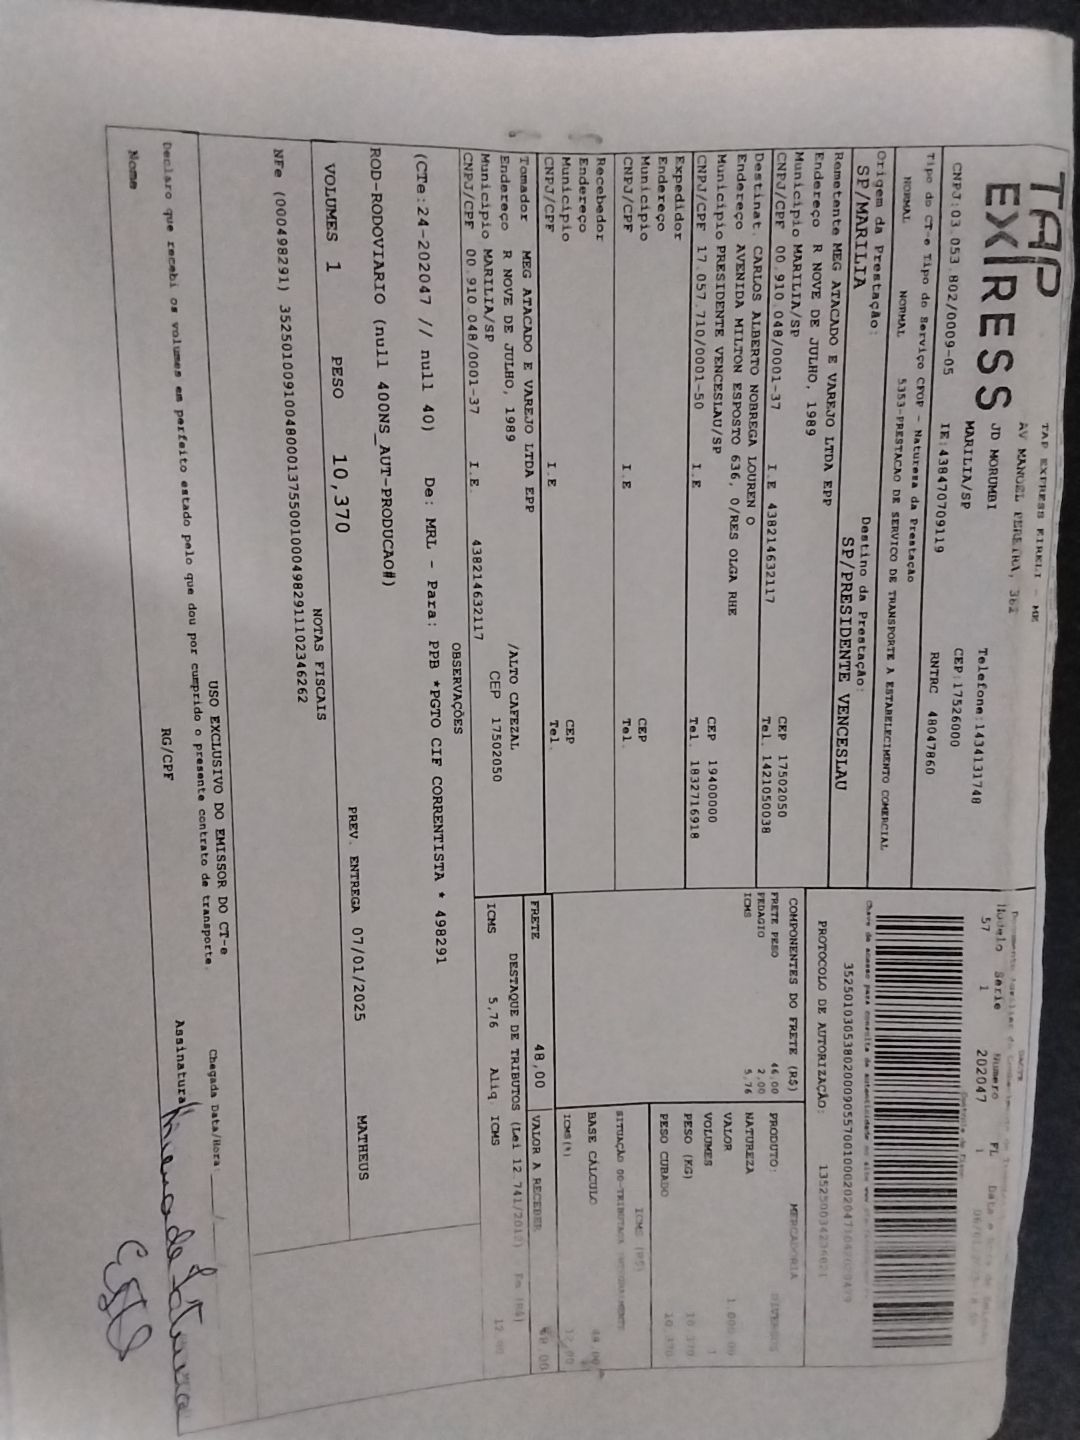 TAP EXPRESS
TAP EXPRESS EIRELI - ME
AV MANOEL PEREIRA, 362
JD MORUMBI
MARILIA/SP
Telefone:1434131748
CEP:17526000
CNPJ:03.053.802/0009-05
IE:438470709119
RNTRC 48047860
Modelo Serie Numero FL
57 1 202047 1
Tipo do CT-e Tipo do Serviço CFOP - Natureza da Prestação
NORMAL NORMAL 5353-PRESTACAO DE SERVICO DE TRANSPORTE A ESTABELECIMENTO COMERCIAL
Origem da Prestação:
SP/MARILIA
Destino da Prestação:
SP/PRESIDENTE VENCESLAU
PROTOCOLO DE AUTORIZAÇÃO:
Remetente MEG ATACADO E VAREJO LTDA EPP
Endereço R NOVE DE JULHO, 1989
Município MARILIA/SP CEP 17502050
CNPJ/CPF 00.910.048/0001-37 I.E 438214632117 Tel. 1421050038
Destinat. CARLOS ALBERTO NOBREGA LOUREN O
Endereço AVENIDA MILTON ESPOSTO 636, 0/RES OLGA RHE
Município PRESIDENTE VENCESLAU/SP CEP 19400000
CNPJ/CPF 17.057.710/0001-50 I.E Tel. 1832716918
Expedidor
Endereço
Município CEP
CNPJ/CPF I.E Tel.
Recebedor
Endereço
Município CEP
CNPJ/CPF I.E Tel.
Tomador MEG ATACADO E VAREJO LTDA EPP
Endereço R NOVE DE JULHO, 1989 /ALTO CAFEZAL
Município MARILIA/SP CEP 17502050
CNPJ/CPF 00.910.048/0001-37 I.E. 438214632117
COMPONENTES DO FRETE (R$)
FRETE PESO 46,00
PEDAGIO 2,00
ICMS 5,76
MERCADORIA
PRODUTO: DIVERSOS
NATUREZA
VALOR 1.000,00
VOLUMES 1
PESO (KG) 10,370
PESO CUBADO 10,370
ICMS (R$)
BASE CÁLCULO 48,00
ICMS(%) 12,00
FRETE 48,00
VALOR A RECEBER 48,00
DESTAQUE DE TRIBUTOS (Lei 12.741/2012) Em (R$)
ICMS 5,76 Aliq. ICMS 12,00
OBSERVAÇÕES
(CTe:24-202047 // null 40) De: MRL - Para: PPB *PGTO CIF CORRENTISTA * 498291
ROD-RODOVIARIO (null 400NS_AUT-PRODUCAO#)
VOLUMES 1 PESO 10,370 PREV. ENTREGA 07/01/2025 MATHEUS
NOTAS FISCAIS
NFe (000498291) 35250100910048000137550010004982911102346262
USO EXCLUSIVO DO EMISSOR DO CT-e
Declaro que recebi os volumes em perfeito estado pelo que dou por cumprido o presente contrato de transporte.
Chegada Data/Hora: ____/
Nome RG/CPF Assinatura